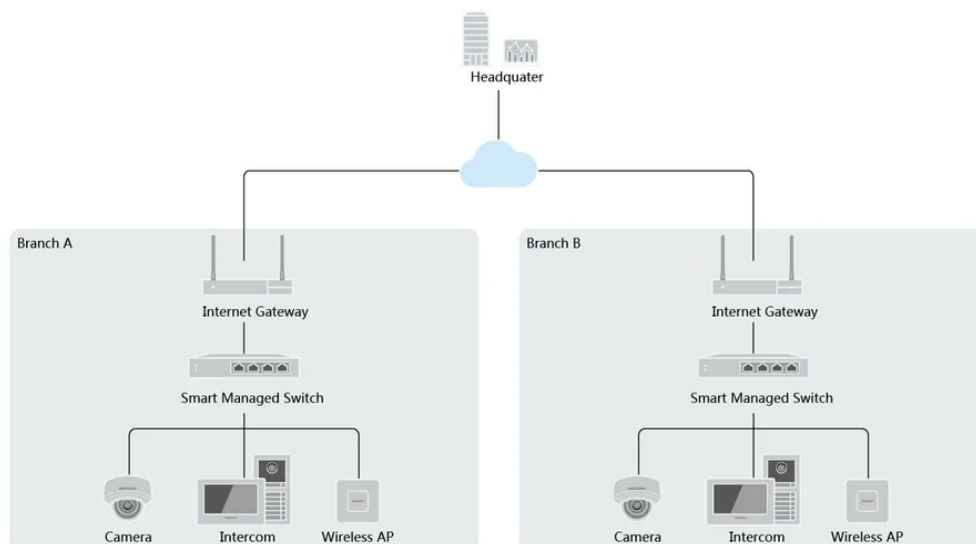 Headquater
Branch A
Branch B
Internet Gateway
Internet Gateway
Smart Managed Switch
Smart Managed Switch
Camera
Intercom
Wireless AP
Camera
Intercom
Wireless AP